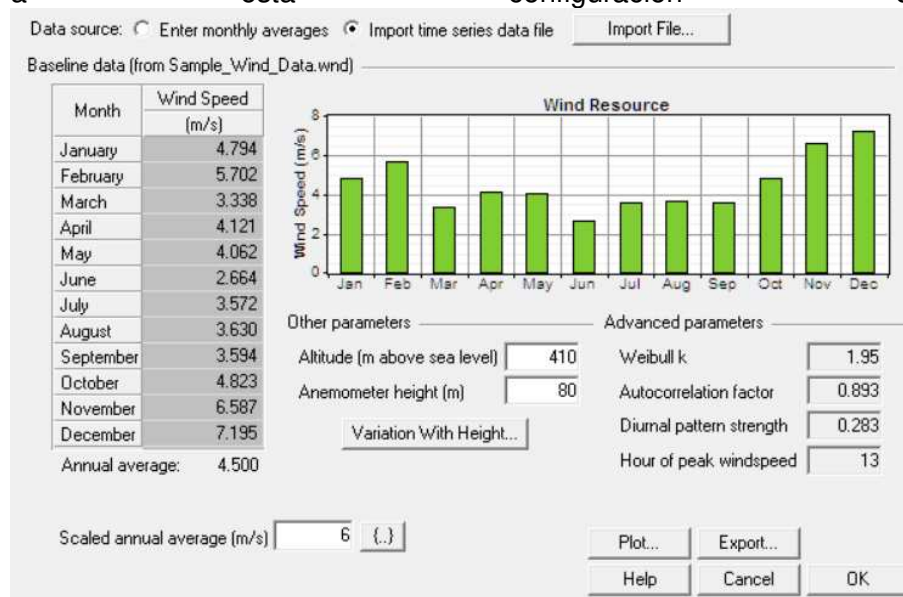 a esta configuración
Data source: Enter monthly averages Import time series data file Import File...
Baseline data (from Sample_Wind_Data.wnd)
Month Wind Speed
(m/s)
January 4.794
February 5.702
March 3.338
April 4.121
May 4.062
June 2.664
July 3.572
August 3.630
September 3.594
October 4.823
November 6.587
December 7.195
Annual average: 4.500
Wind Resource
Wind Speed (m/s)
8
6
4
2
0
Jan Feb Mar Apr May Jun Jul Aug Sep Oct Nov Dec
Other parameters
Altitude (m above sea level) 410
Anemometer height (m) 80
Variation With Height...
Advanced parameters
Weibull k 1.95
Autocorrelation factor 0.893
Diurnal pattern strength 0.283
Hour of peak windspeed 13
Scaled annual average (m/s) 6 {..}
Plot... Export...
Help Cancel OK